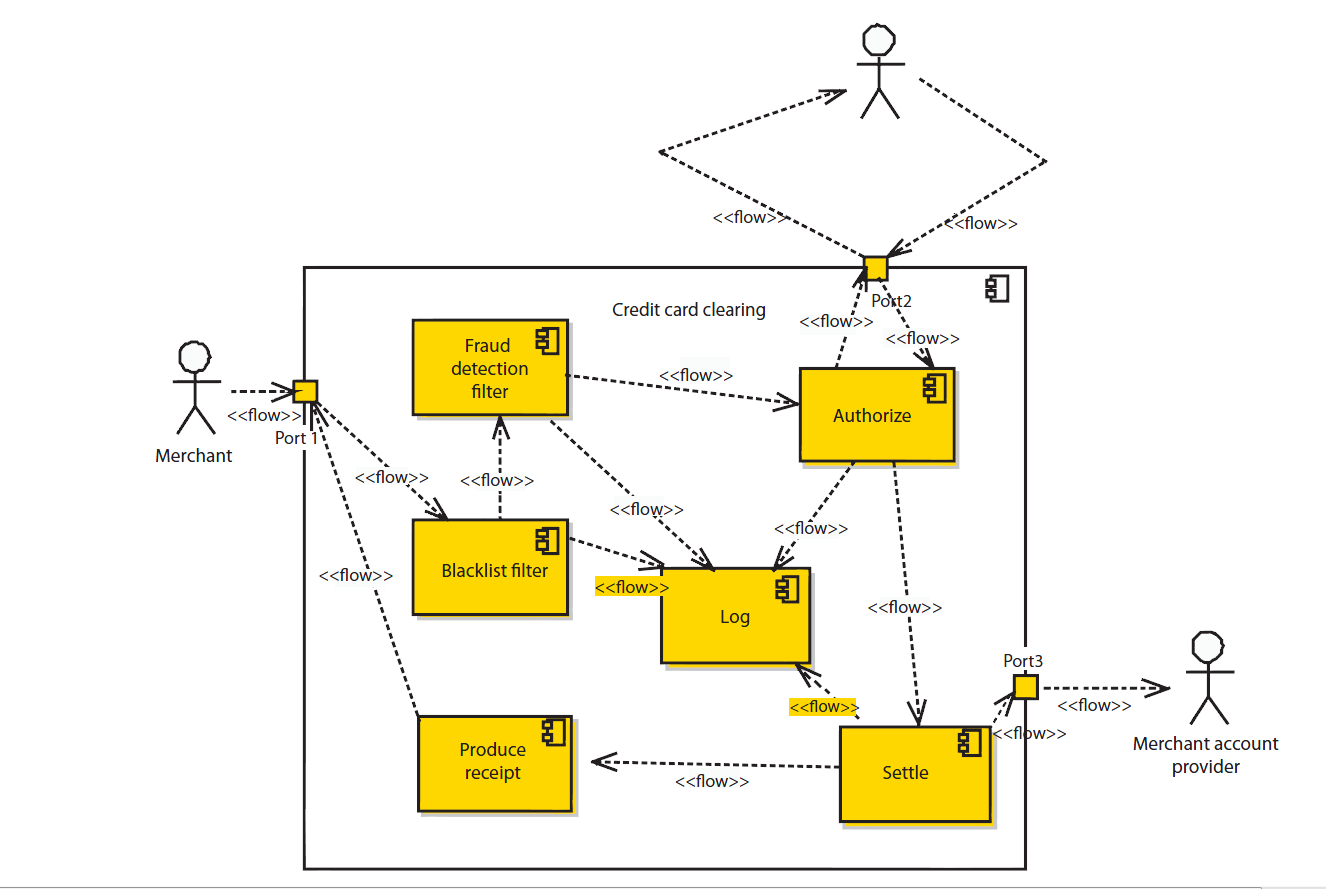 <<flow>>
<<flow>>
Credit card clearing
Port2
<<flow>>
<<flow>>
Fraud
detection
filter
<<flow>>
Authorize
<<flow>>
Port 1
Merchant
<<flow>>
<<flow>>
<<flow>>
<<flow>>
<<flow>>
Blacklist filter
<<flow>>
<<flow>>
Log
<<flow>>
Port3
<<flow>>
<<flow>>
<<flow>>
Merchant account
provider
Produce
receipt
<<flow>>
Settle